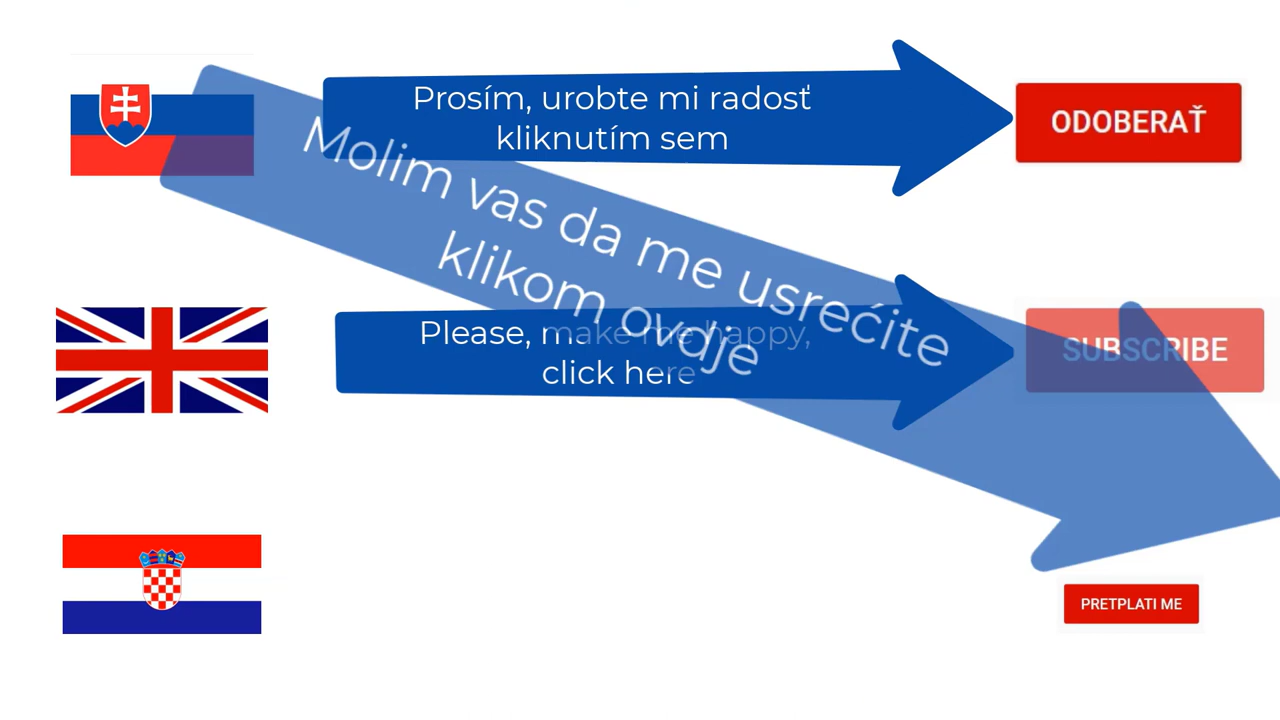 Prosím, urobte mi radosť
kliknutím sem
ODOBERAŤ
Molim vas da me usrećite
klikom ovdje
Please, make me happy,
click here
SUBSCRIBE
PRETPLATI ME